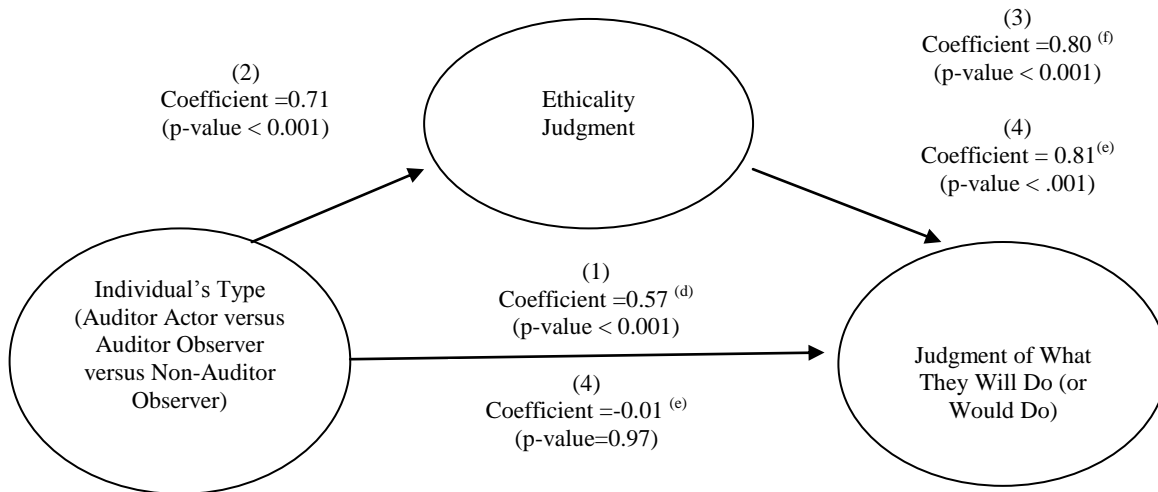 (2)
Coefficient =0.71
(p-value < 0.001)
Ethicality
Judgment
(3)
Coefficient =0.80 (f)
(p-value < 0.001)
(4)
Coefficient = 0.81(e)
(p-value < .001)
Individual's Type
(Auditor Actor versus
Auditor Observer
versus Non-Auditor
Observer)
(1)
Coefficient =0.57 (d)
(p-value < 0.001)
(4)
Coefficient =-0.01 (e)
(p-value=0.97)
Judgment of What
They Will Do (or
Would Do)